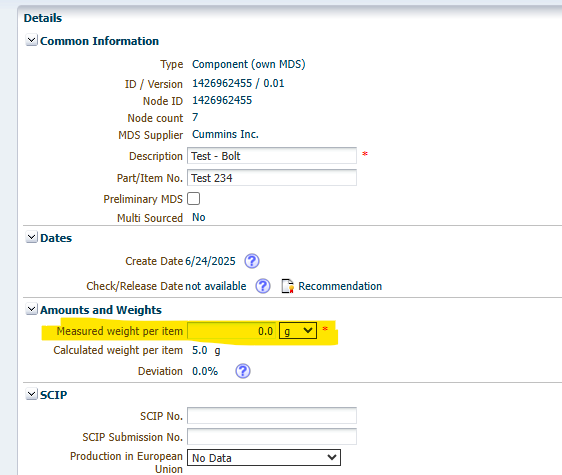 Details
Common Information
Type Component (own MDS)
ID / Version 1426962455 / 0.01
Node ID 1426962455
Node count 7
MDS Supplier Cummins Inc.
Description Test - Bolt *
Part/Item No. Test 234
Preliminary MDS
Multi Sourced No
Dates
Create Date 6/24/2025 ?
Check/Release Date not available ? Recommendation
Amounts and Weights
Measured weight per item 0.0 g *
Calculated weight per item 5.0 g
Deviation 0.0% ?
SCIP
SCIP No.
SCIP Submission No.
Production in European No Data
Union